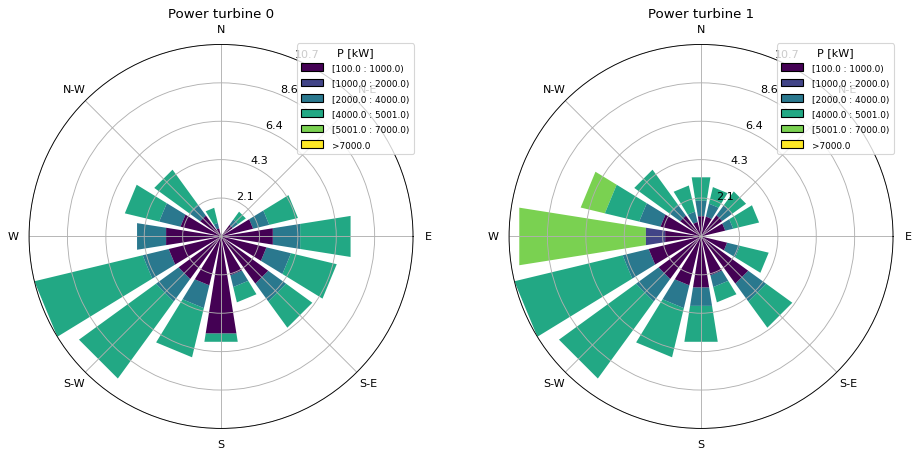 Power turbine 0
N
N-W
N-E
W
E
S-W
S-E
S
10.7
8.6
6.4
4.3
2.1
P [kW]
[100.0 : 1000.0)
[1000.0 : 2000.0)
[2000.0 : 4000.0)
[4000.0 : 5001.0)
[5001.0 : 7000.0)
>7000.0
Power turbine 1
N
N-W
N-E
W
E
S-W
S-E
S
8.6
6.4
4.3
2.1
P [kW]
[100.0 : 1000.0)
[1000.0 : 2000.0)
[2000.0 : 4000.0)
[4000.0 : 5001.0)
[5001.0 : 7000.0)
>7000.0